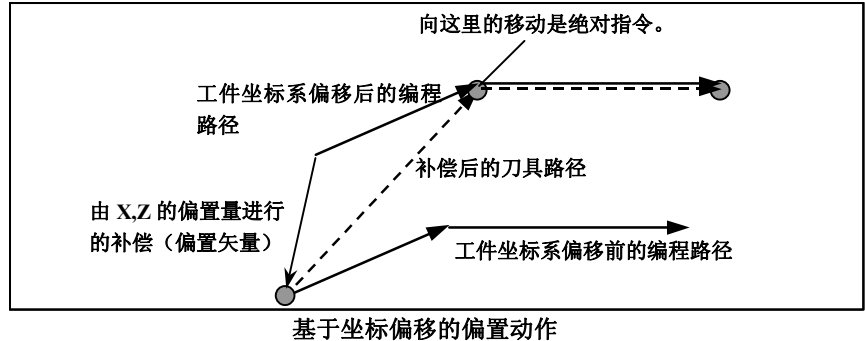 向这里的移动是绝对指令。
工件坐标系偏移后的编程
路径
补偿后的刀具路径
由 X,Z 的偏置量进行
的补偿（偏置矢量）
工件坐标系偏移前的编程路径
基于坐标偏移的偏置动作